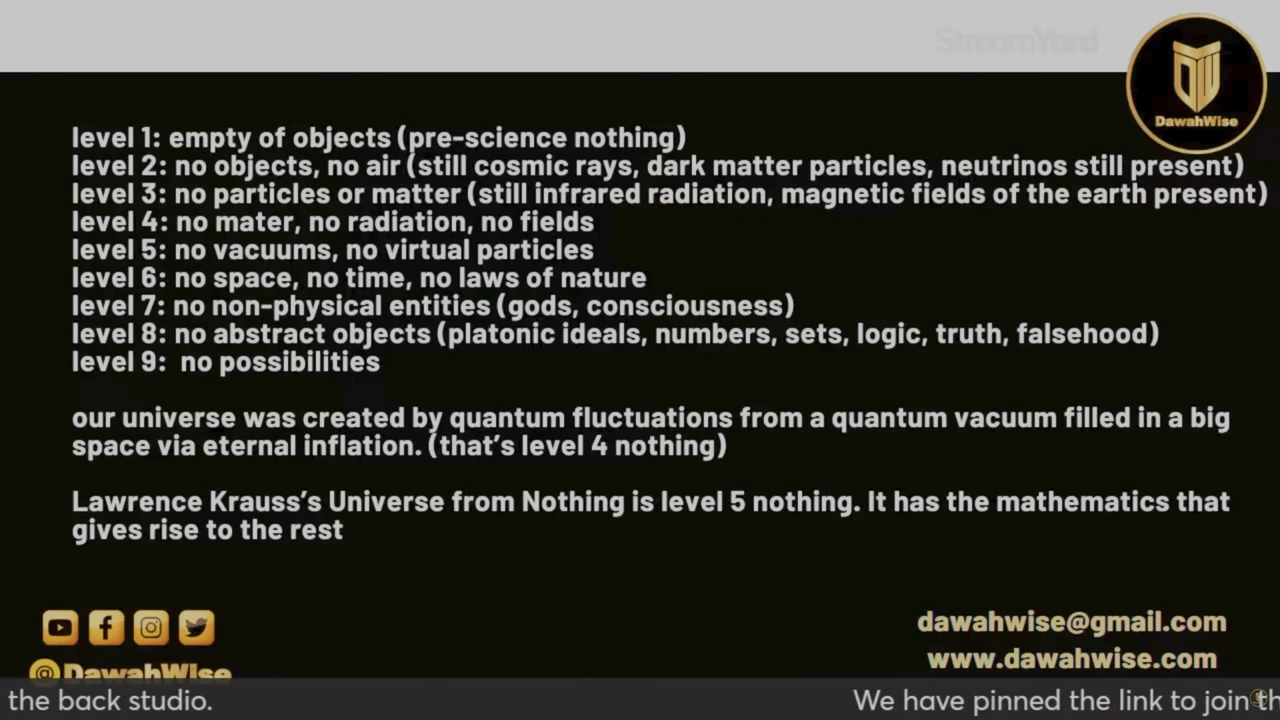 StreamYard
DawahWise
level 1: empty of objects (pre-science nothing)
level 2: no objects, no air (still cosmic rays, dark matter particles, neutrinos still present)
level 3: no particles or matter (still infrared radiation, magnetic fields of the earth present)
level 4: no mater, no radiation, no fields
level 5: no vacuums, no virtual particles
level 6: no space, no time, no laws of nature
level 7: no non-physical entities (gods, consciousness)
level 8: no abstract objects (platonic ideals, numbers, sets, logic, truth, falsehood)
level 9:  no possibilities
our universe was created by quantum fluctuations from a quantum vacuum filled in a big
space via eternal inflation. (that’s level 4 nothing)
Lawrence Krauss’s Universe from Nothing is level 5 nothing. It has the mathematics that
gives rise to the rest
@DawahWise
dawahwise@gmail.com
www.dawahwise.com
the back studio. We have pinned the link to join